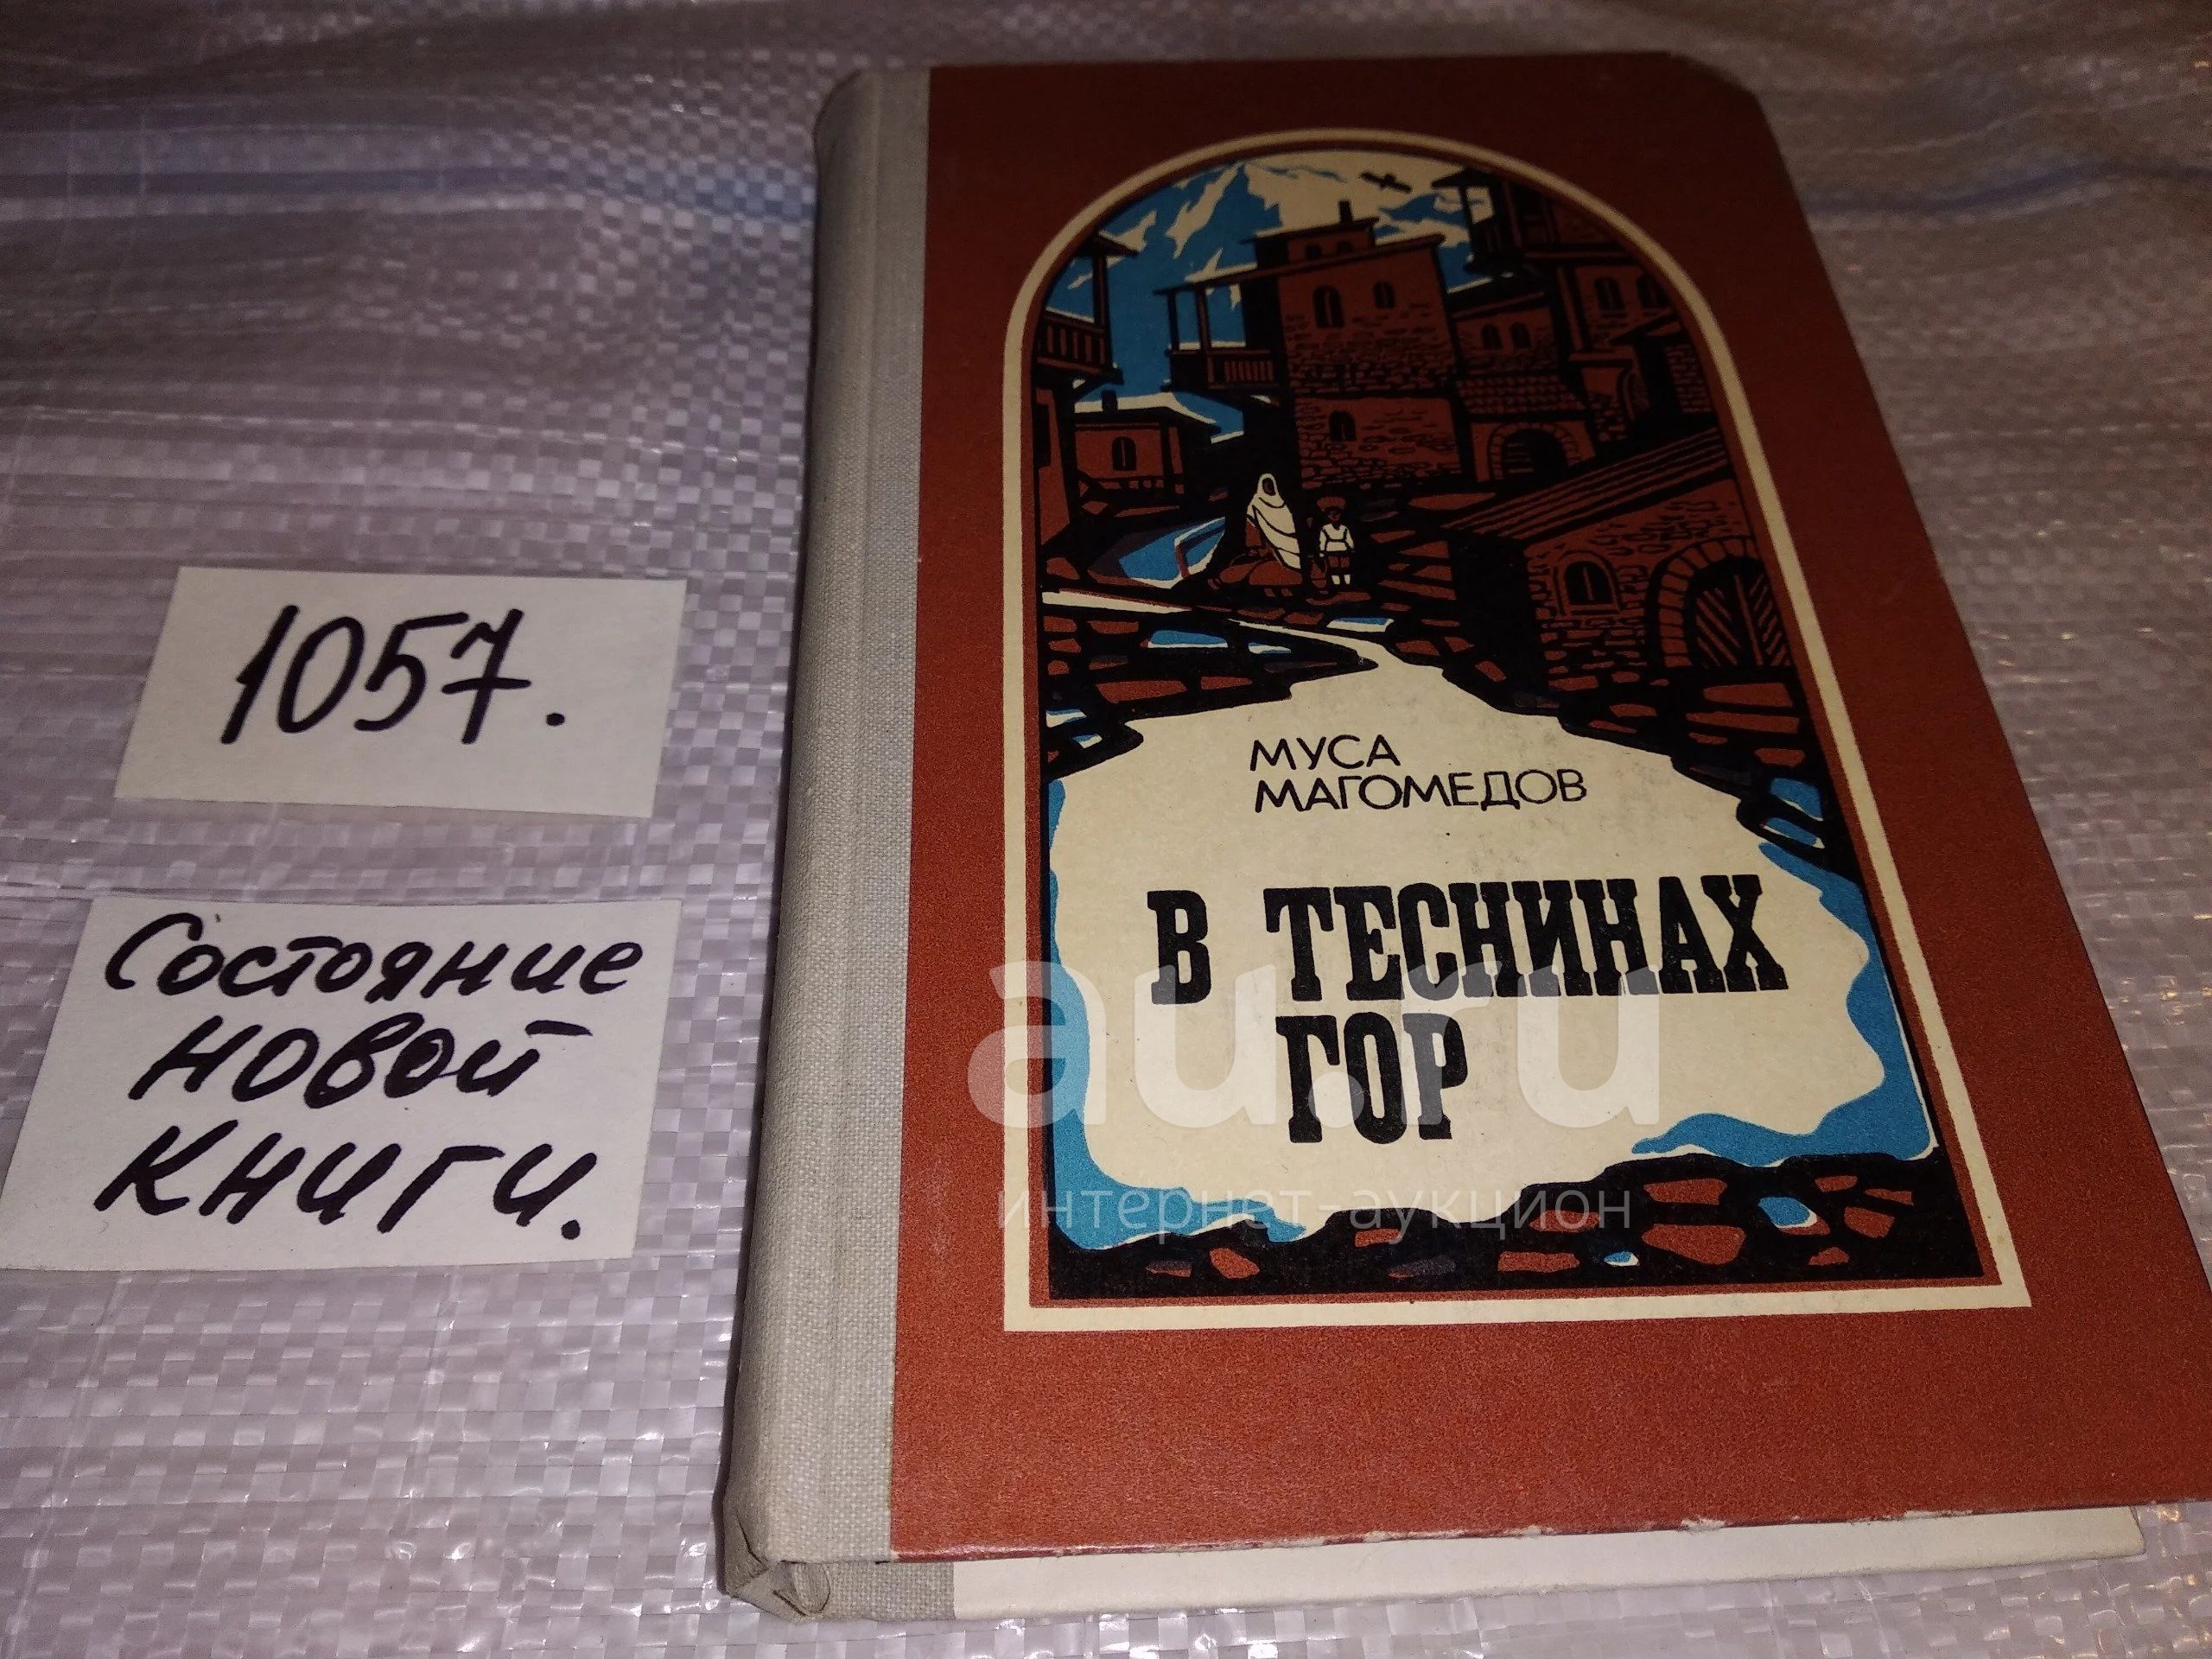 1057.
Состояние
новой
книги.
МУСА
МАГОМЕДОВ
В ТЕСНИНАХ
ГОР
au.ru
интернет-аукцион